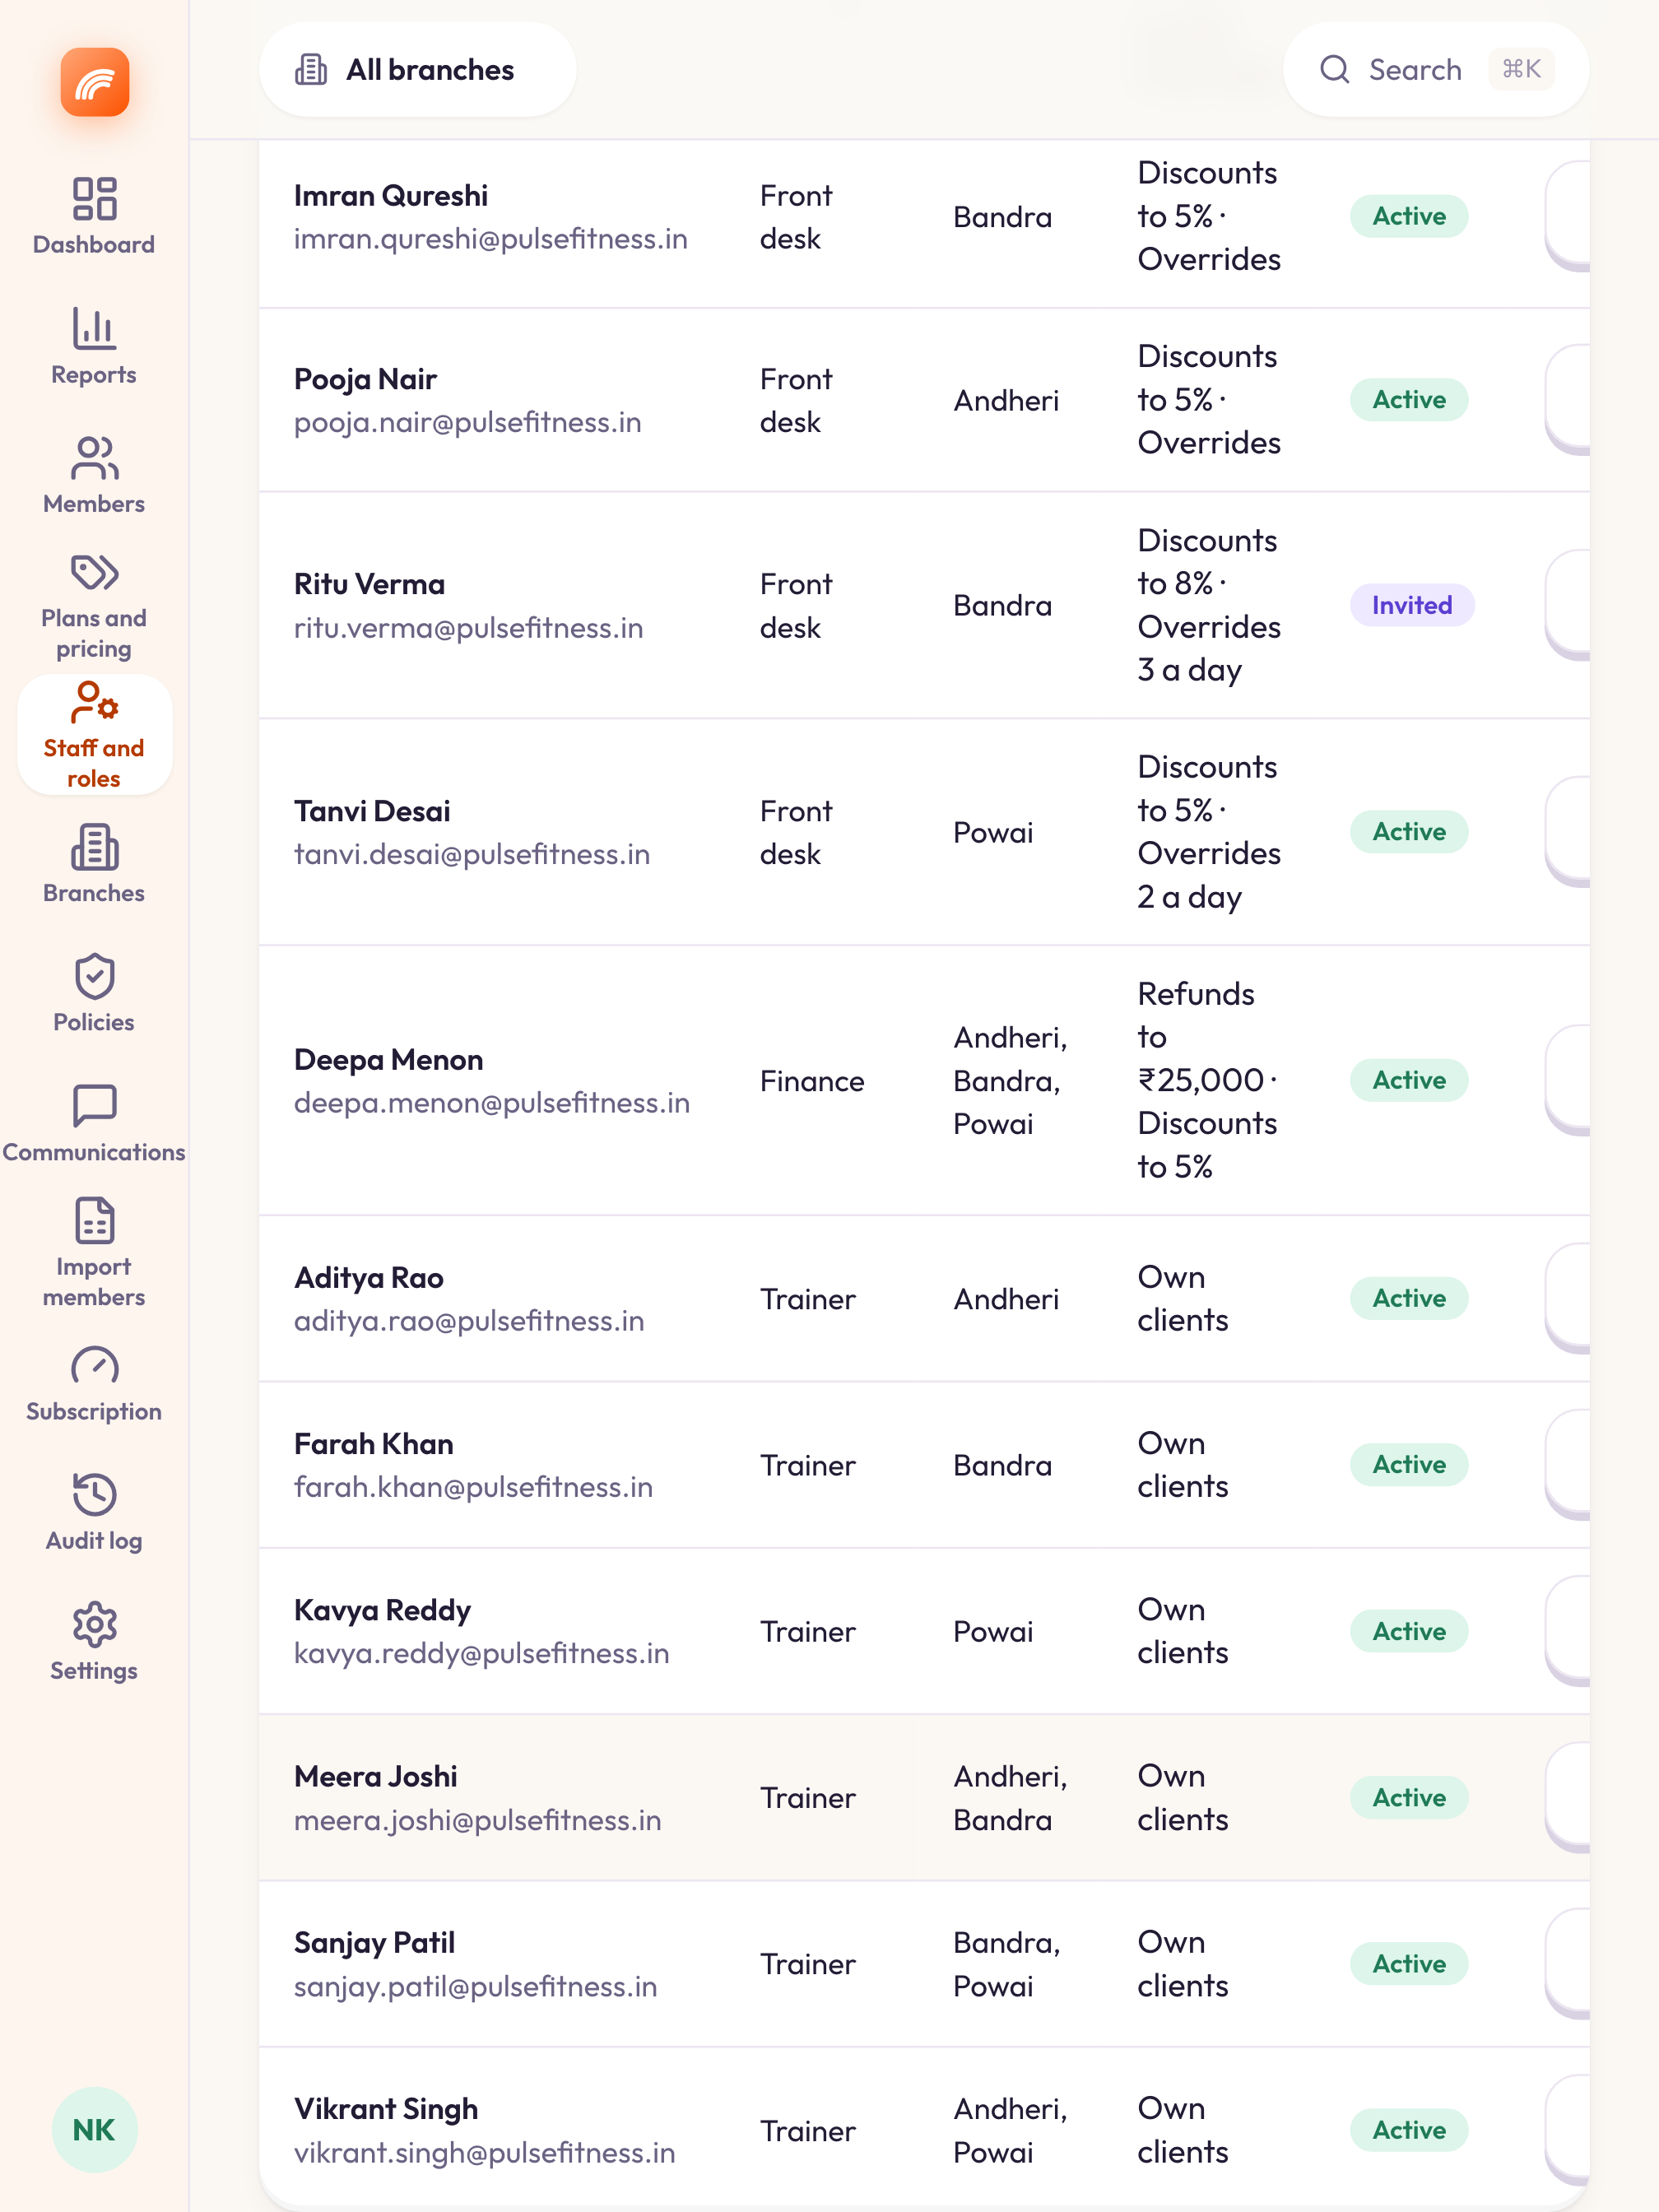 All branches
Search ⌘K
Dashboard
Reports
Members
Plans and
pricing
Staff and
roles
Branches
Policies
Communications
Import
members
Subscription
Audit log
Settings
NK
Imran Qureshi
imran.qureshi@pulsefitness.in
Front
desk
Bandra
Discounts
to 5% ·
Overrides
Active
Pooja Nair
pooja.nair@pulsefitness.in
Front
desk
Andheri
Discounts
to 5% ·
Overrides
Active
Ritu Verma
ritu.verma@pulsefitness.in
Front
desk
Bandra
Discounts
to 8% ·
Overrides
3 a day
Invited
Tanvi Desai
tanvi.desai@pulsefitness.in
Front
desk
Powai
Discounts
to 5% ·
Overrides
2 a day
Active
Deepa Menon
deepa.menon@pulsefitness.in
Finance
Andheri,
Bandra,
Powai
Refunds
to
₹25,000 ·
Discounts
to 5%
Active
Aditya Rao
aditya.rao@pulsefitness.in
Trainer
Andheri
Own
clients
Active
Farah Khan
farah.khan@pulsefitness.in
Trainer
Bandra
Own
clients
Active
Kavya Reddy
kavya.reddy@pulsefitness.in
Trainer
Powai
Own
clients
Active
Meera Joshi
meera.joshi@pulsefitness.in
Trainer
Andheri,
Bandra
Own
clients
Active
Sanjay Patil
sanjay.patil@pulsefitness.in
Trainer
Bandra,
Powai
Own
clients
Active
Vikrant Singh
vikrant.singh@pulsefitness.in
Trainer
Andheri,
Powai
Own
clients
Active